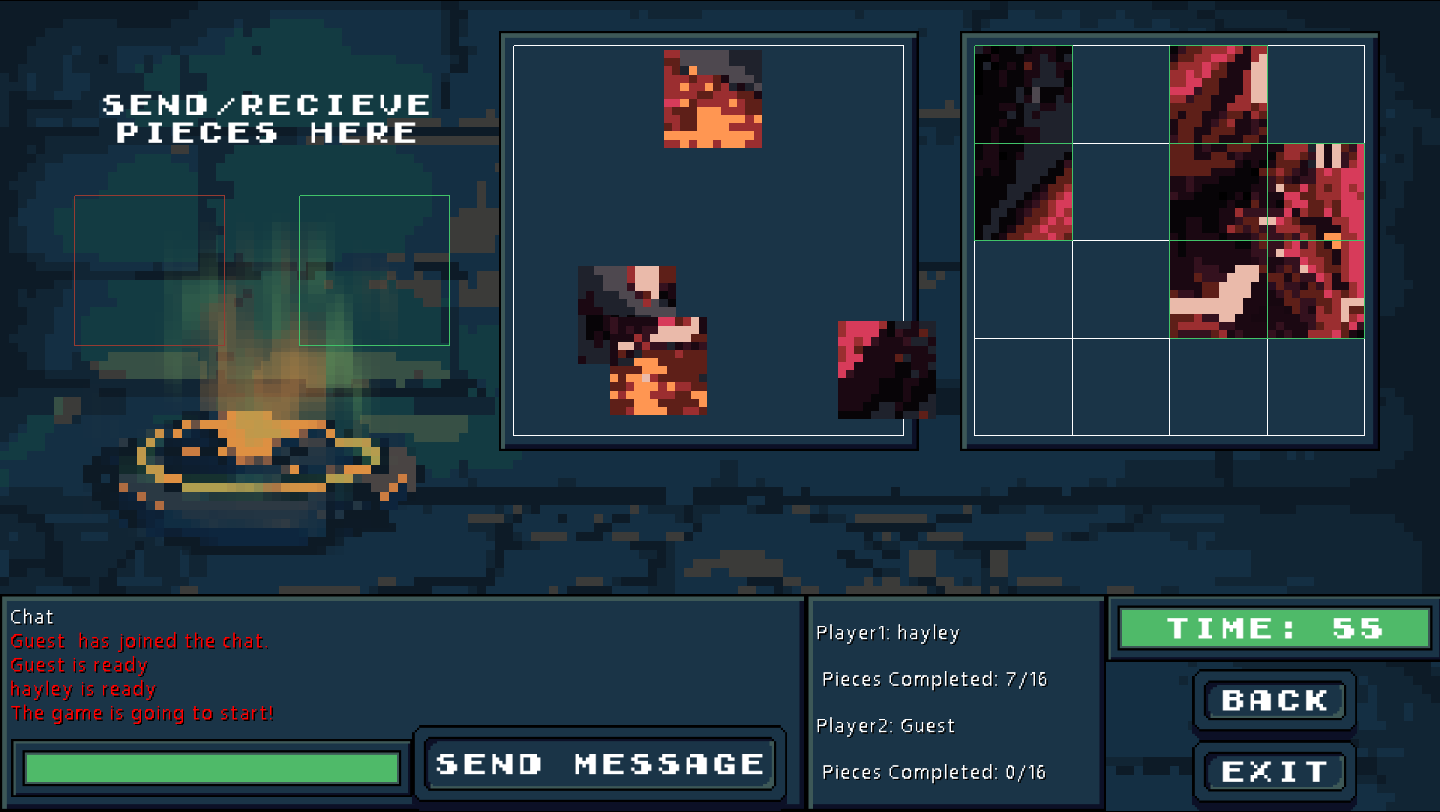 SEND/RECIEVE
PIECES HERE
Chat
Guest has joined the chat.
Guest is ready
hayley is ready
The game is going to start!
SEND MESSAGE
Player1: hayley
Pieces Completed: 7/16
Player2: Guest
Pieces Completed: 0/16
TIME: 55
BACK
EXIT